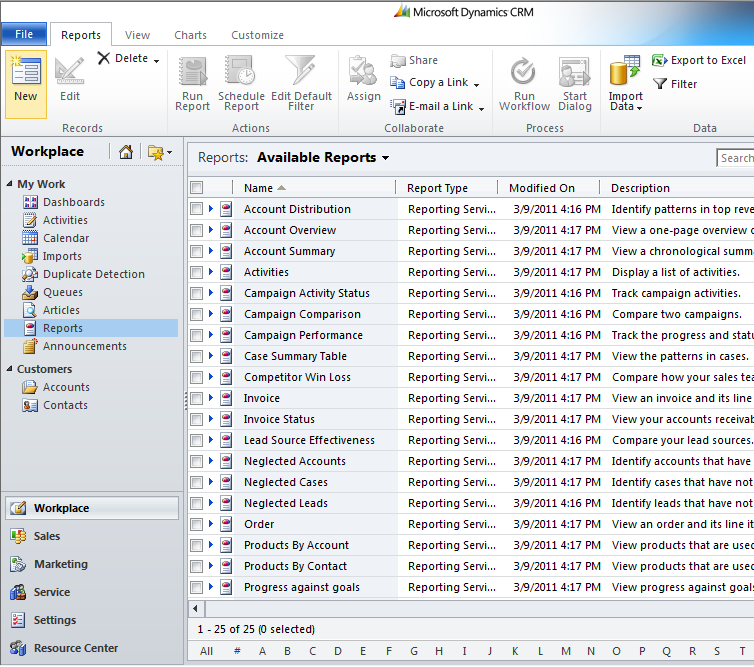 Microsoft Dynamics CRM
File Reports View Charts Customize
New
Edit
Delete
Records
Run Report
Schedule Report
Edit Default Filter
Actions
Assign
Share
Copy a Link
E-mail a Link
Collaborate
Run Workflow
Start Dialog
Process
Import Data
Export to Excel
Filter
Data
Workplace
My Work
Dashboards
Activities
Calendar
Imports
Duplicate Detection
Queues
Articles
Reports
Announcements
Customers
Accounts
Contacts
Workplace
Sales
Marketing
Service
Settings
Resource Center
Reports: Available Reports
Search
Name Report Type Modified On Description
Account Distribution Reporting Servi... 3/9/2011 4:16 PM Identify patterns in top reve
Account Overview Reporting Servi... 3/9/2011 4:17 PM View a one-page overview o
Account Summary Reporting Servi... 3/9/2011 4:17 PM View a chronological summ
Activities Reporting Servi... 3/9/2011 4:17 PM Display a list of activities.
Campaign Activity Status Reporting Servi... 3/9/2011 4:17 PM Track campaign activities.
Campaign Comparison Reporting Servi... 3/9/2011 4:17 PM Compare two campaigns.
Campaign Performance Reporting Servi... 3/9/2011 4:16 PM Track the progress and statu
Case Summary Table Reporting Servi... 3/9/2011 4:17 PM View the patterns in cases.
Competitor Win Loss Reporting Servi... 3/9/2011 4:17 PM Compare how your sales tea
Invoice Reporting Servi... 3/9/2011 4:17 PM View an invoice and its line
Invoice Status Reporting Servi... 3/9/2011 4:17 PM View your accounts receivab
Lead Source Effectiveness Reporting Servi... 3/9/2011 4:16 PM Compare your lead sources.
Neglected Accounts Reporting Servi... 3/9/2011 4:17 PM Identify accounts that have
Neglected Cases Reporting Servi... 3/9/2011 4:17 PM Identify cases that have not
Neglected Leads Reporting Servi... 3/9/2011 4:16 PM Identify leads that have not
Order Reporting Servi... 3/9/2011 4:17 PM View an order and its line it
Products By Account Reporting Servi... 3/9/2011 4:17 PM View products that are used
Products By Contact Reporting Servi... 3/9/2011 4:17 PM View products that are used
Progress against goals Reporting Servi... 3/9/2011 4:17 PM View progress against goals
1 - 25 of 25 (0 selected)
All # A B C D E F G H I J K L M N O P Q R S T